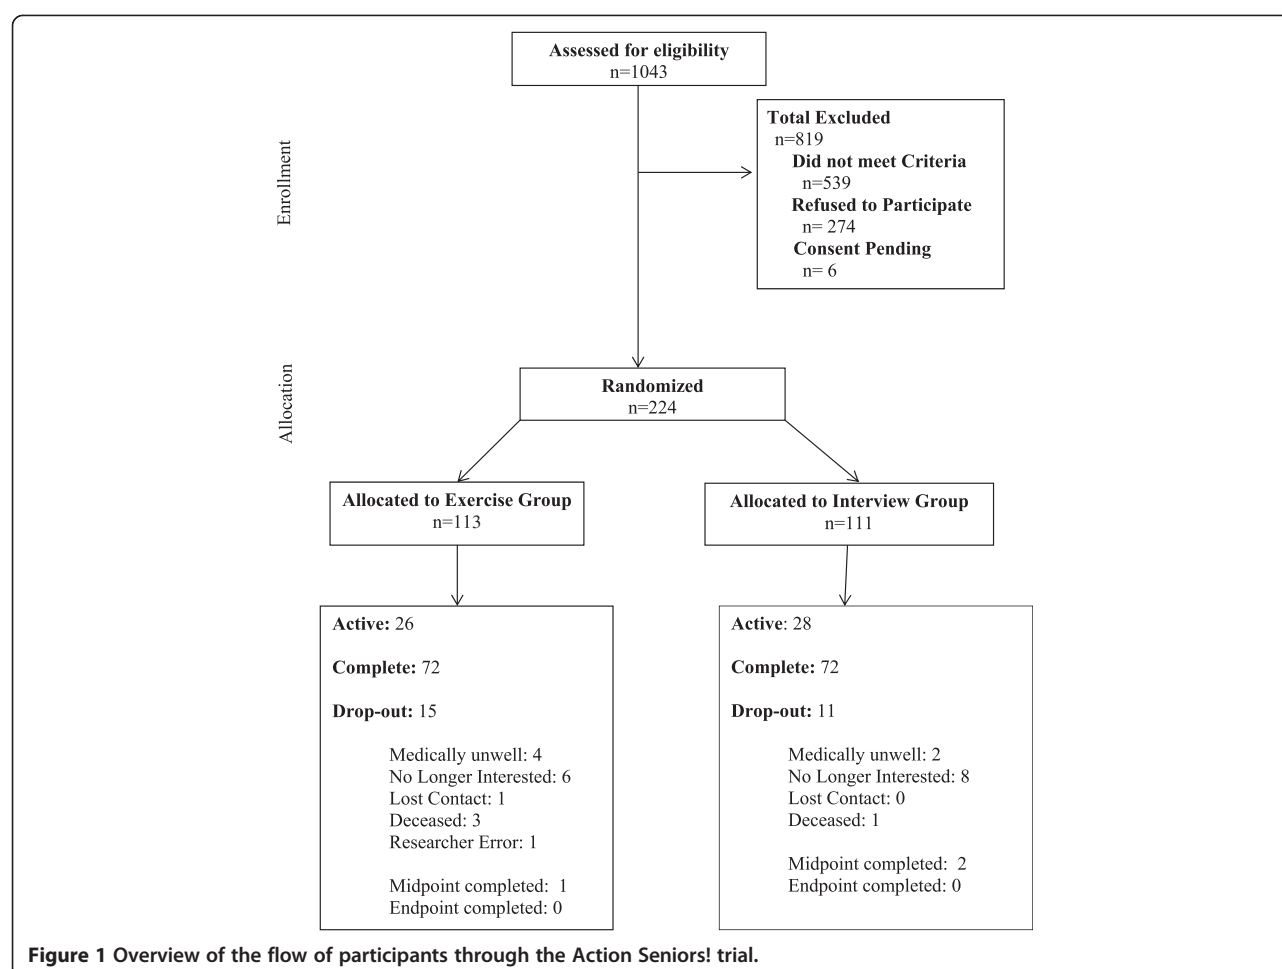 Assessed for eligibility
n=1043
Total Excluded
n=819
Did not meet Criteria
n=539
Refused to Participate
n= 274
Consent Pending
n= 6
Enrollment
Randomized
n=224
Allocation
Allocated to Exercise Group
n=113
Allocated to Interview Group
n=111
Active: 26
Complete: 72
Drop-out: 15
Medically unwell: 4
No Longer Interested: 6
Lost Contact: 1
Deceased: 3
Researcher Error: 1
Midpoint completed: 1
Endpoint completed: 0
Active: 28
Complete: 72
Drop-out: 11
Medically unwell: 2
No Longer Interested: 8
Lost Contact: 0
Deceased: 1
Midpoint completed: 2
Endpoint completed: 0
Figure 1 Overview of the flow of participants through the Action Seniors! trial.